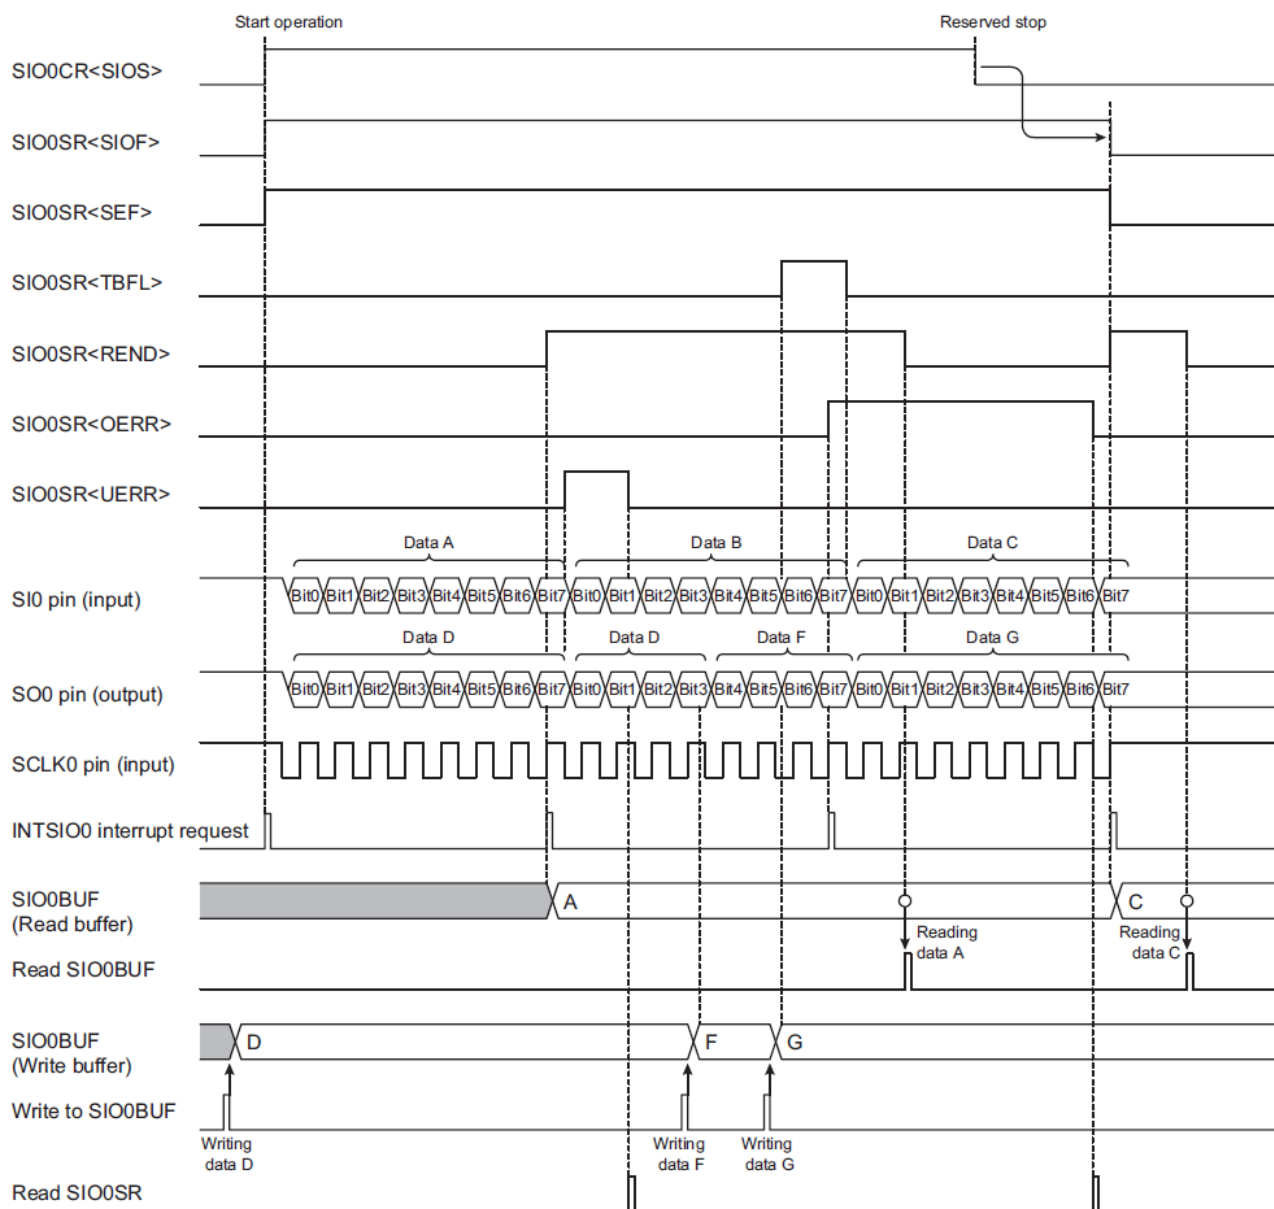 Start operation
Reserved stop
SIO0CR<SIOS>
SIO0SR<SIOF>
SIO0SR<SEF>
SIO0SR<TBFL>
SIO0SR<REND>
SIO0SR<OERR>
SIO0SR<UERR>
Data A Data B Data C
SI0 pin (input) Bit0 Bit1 Bit2 Bit3 Bit4 Bit5 Bit6 Bit7 Bit0 Bit1 Bit2 Bit3 Bit4 Bit5 Bit6 Bit7 Bit0 Bit1 Bit2 Bit3 Bit4 Bit5 Bit6 Bit7
Data D Data D Data F Data G
SO0 pin (output) Bit0 Bit1 Bit2 Bit3 Bit4 Bit5 Bit6 Bit7 Bit0 Bit1 Bit2 Bit3 Bit4 Bit5 Bit6 Bit7 Bit0 Bit1 Bit2 Bit3 Bit4 Bit5 Bit6 Bit7
SCLK0 pin (input)
INTSIO0 interrupt request
SIO0BUF
(Read buffer)
A
C
Reading
data A
Reading
data C
Read SIO0BUF
SIO0BUF
(Write buffer)
D
F
G
Write to SIO0BUF
Writing
data D
Writing
data F
Writing
data G
Read SIO0SR